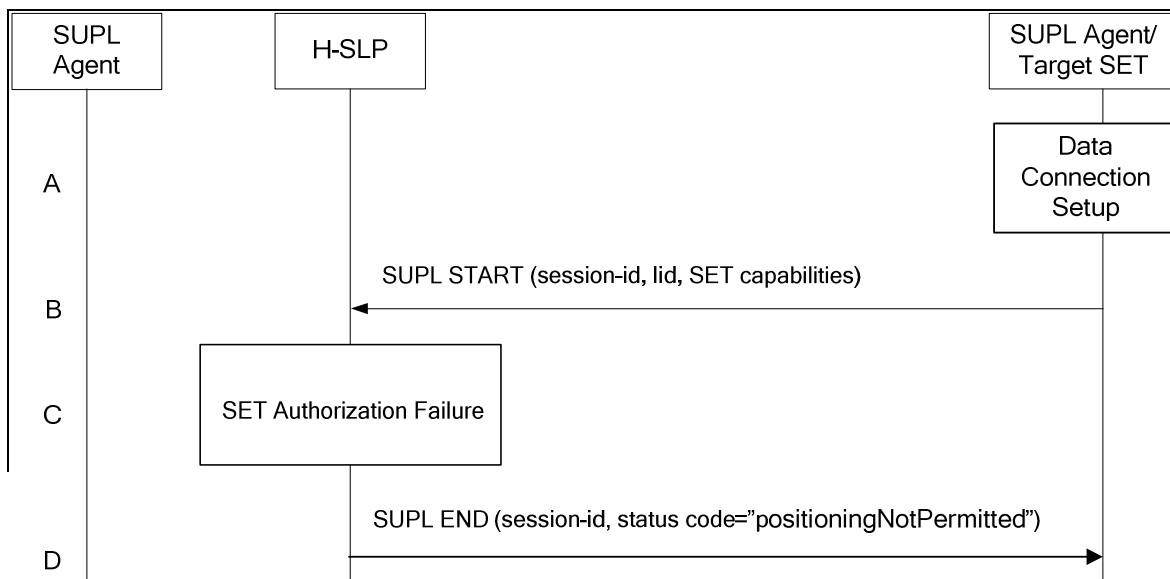 SUPL
Agent
H-SLP
SUPL Agent/
Target SET
A
Data
Connection
Setup
SUPL START (session-id, lid, SET capabilities)
B
C
SET Authorization Failure
SUPL END (session-id, status code=”positioningNotPermitted”)
D